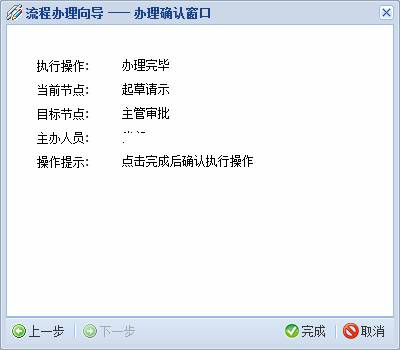 流程办理向导 —— 办理确认窗口
执行操作： 办理完毕
当前节点： 起草请示
目标节点： 主管审批
主办人员：
操作提示： 点击完成后确认执行操作
上一步 下一步 完成 取消